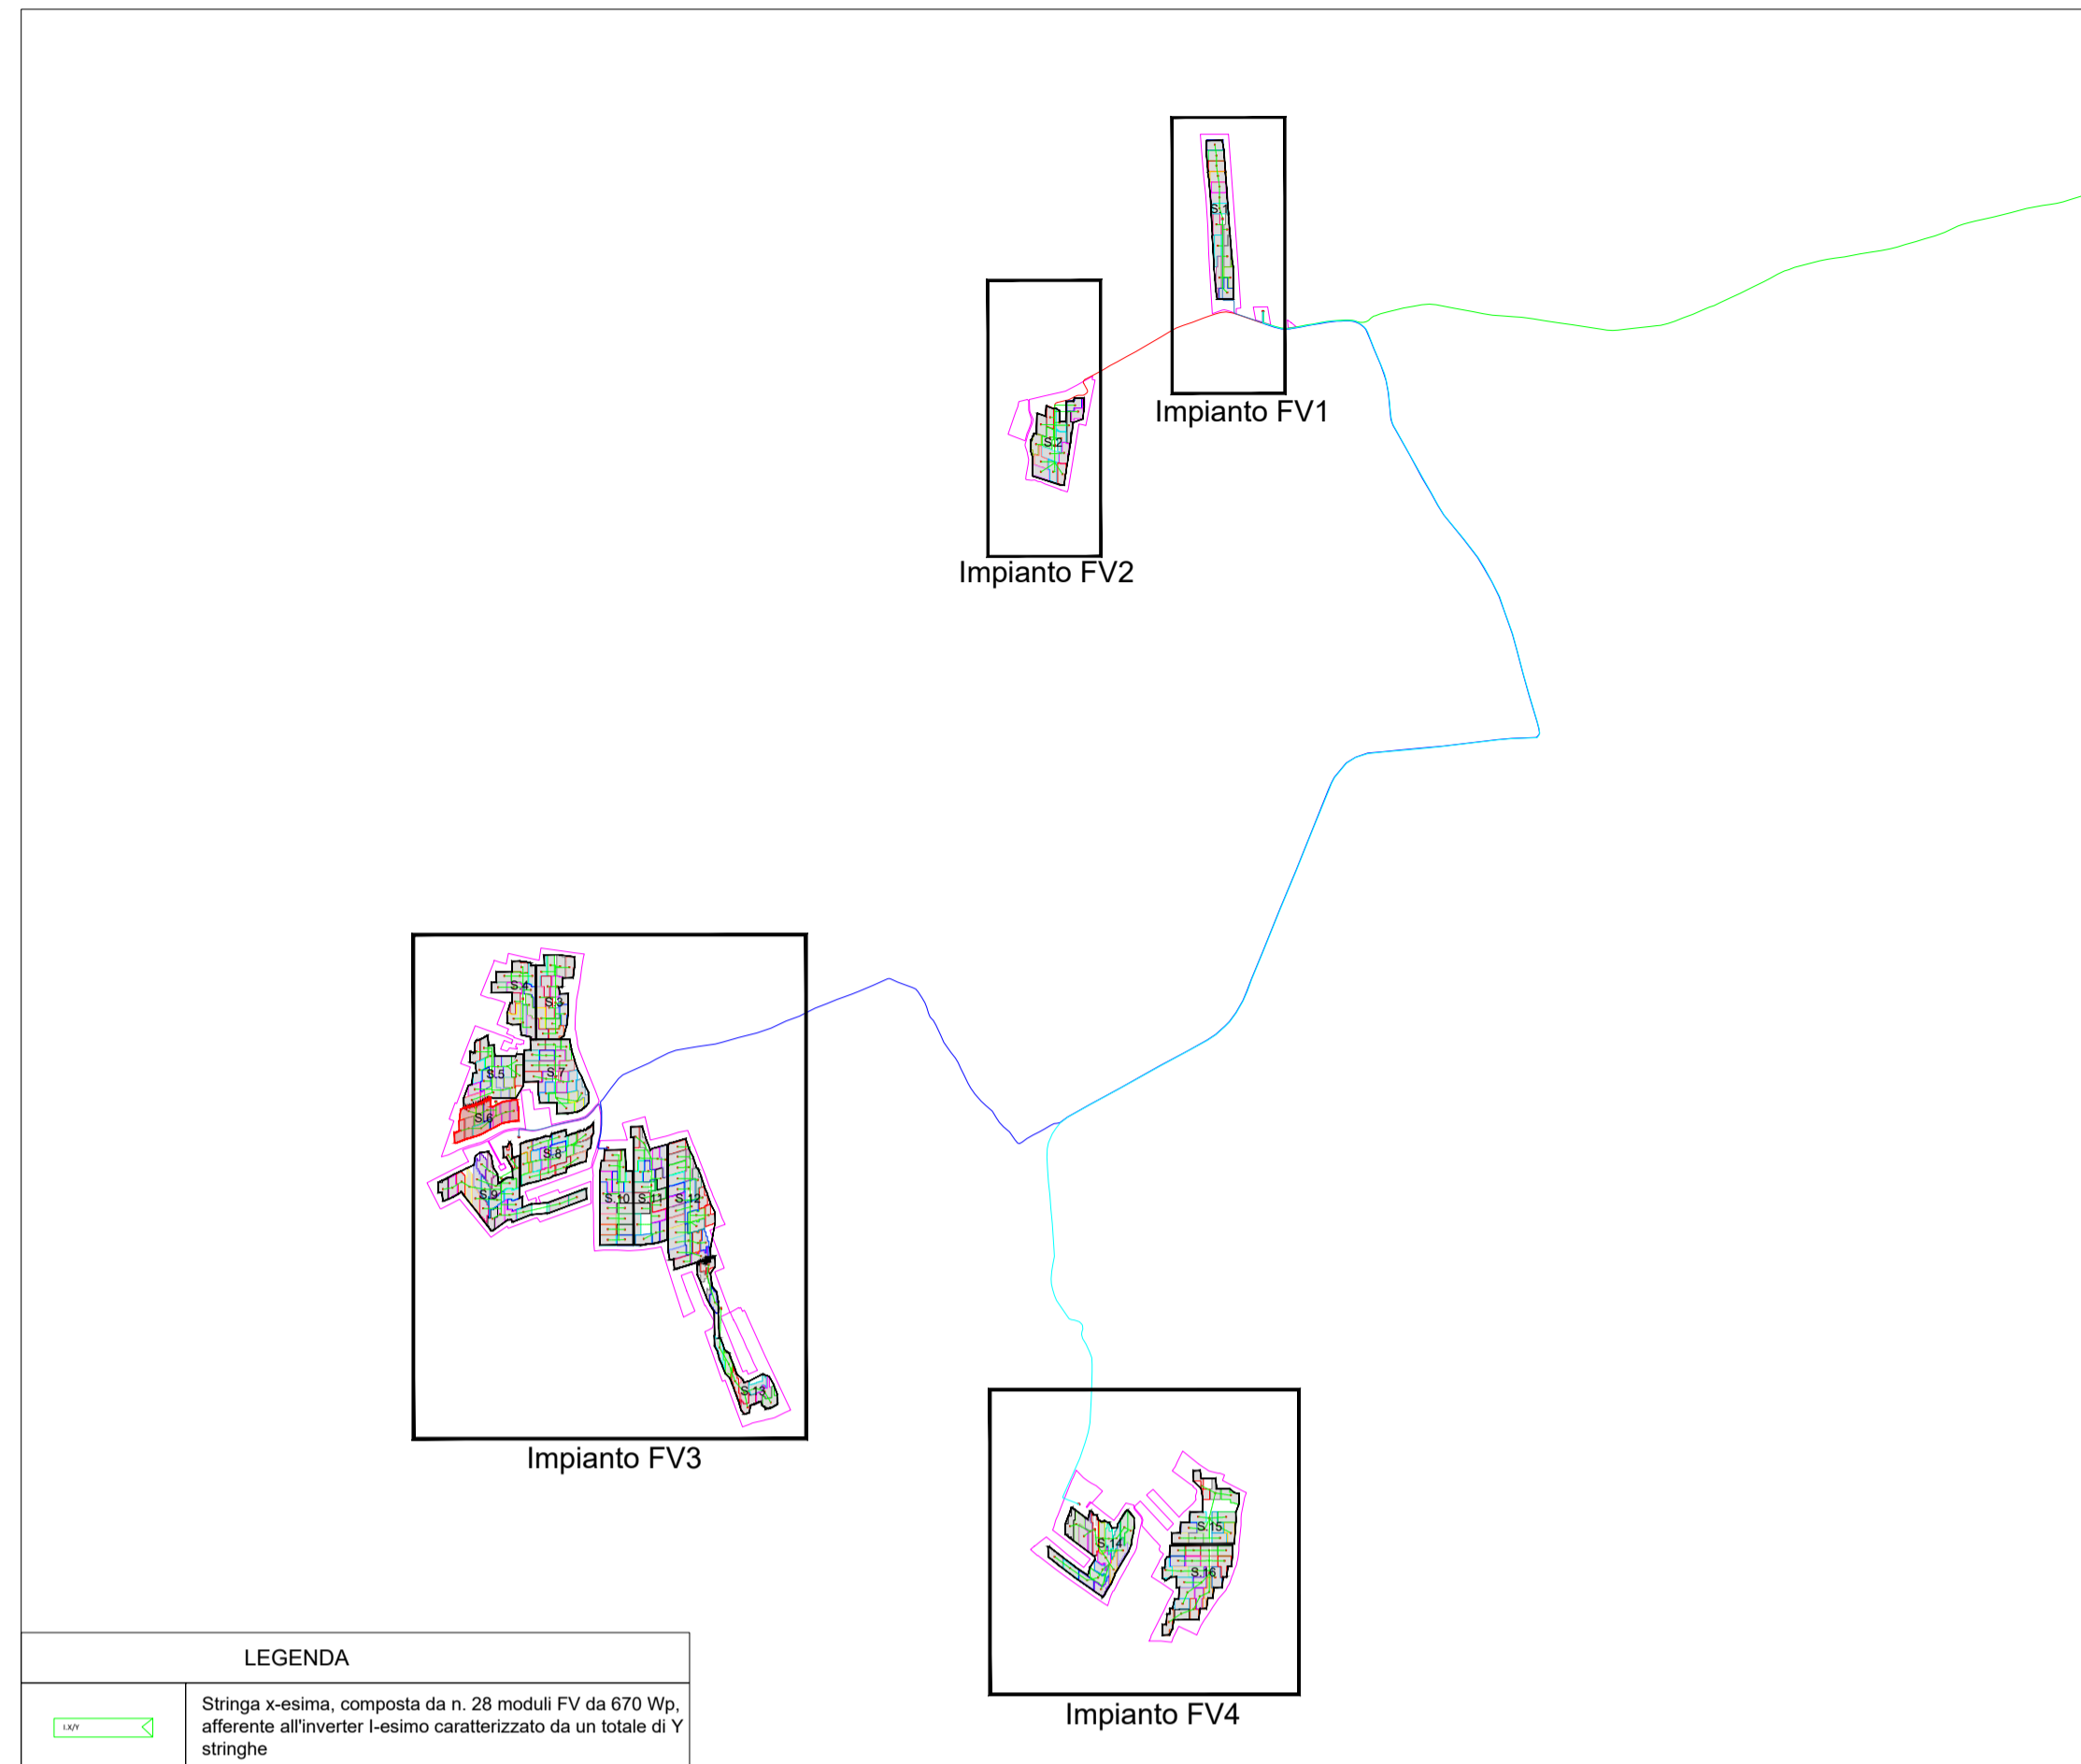 S.1
Impianto FV1
S.2
Impianto FV2
S.4
S.3
S.5
S.7
S.6
S.8
S.9
S.10
S.11
S.12
S.13
Impianto FV3
S.15
S.14
S.16
Impianto FV4
LEGENDA
I.X/Y
Stringa x-esima, composta da n. 28 moduli FV da 670 Wp,
afferente all'inverter I-esimo caratterizzato da un totale di Y
stringhe